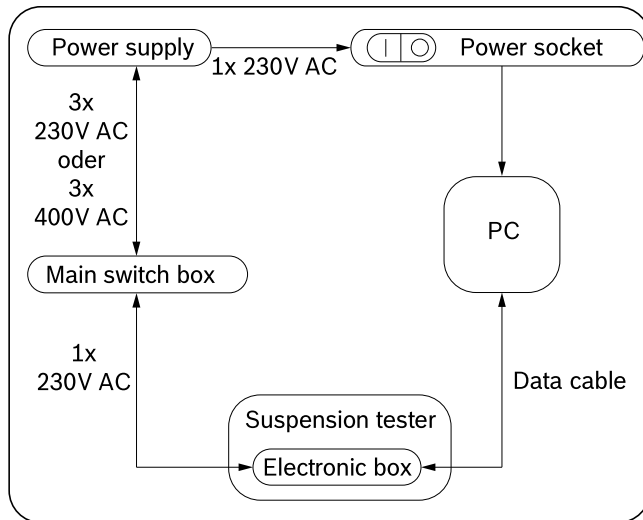 Power supply
1x 230V AC
Power socket
3x
230V AC
oder
3x
400V AC
PC
Main switch box
1x
230V AC
Data cable
Suspension tester
Electronic box